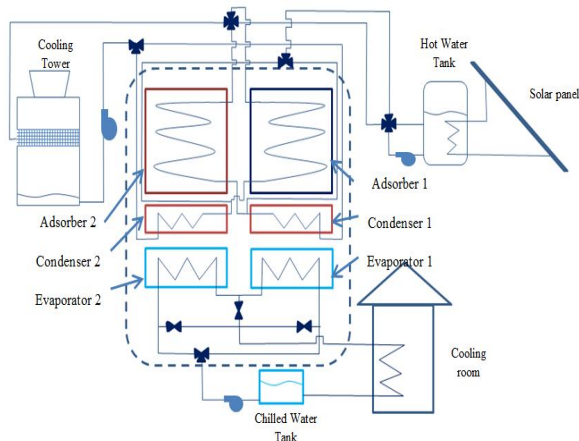 Cooling
Tower
Hot Water
Tank
Solar panel
Adsorber 1
Adsorber 2
Condenser 1
Condenser 2
Evaporator 1
Evaporator 2
Cooling
room
Chilled Water
Tank